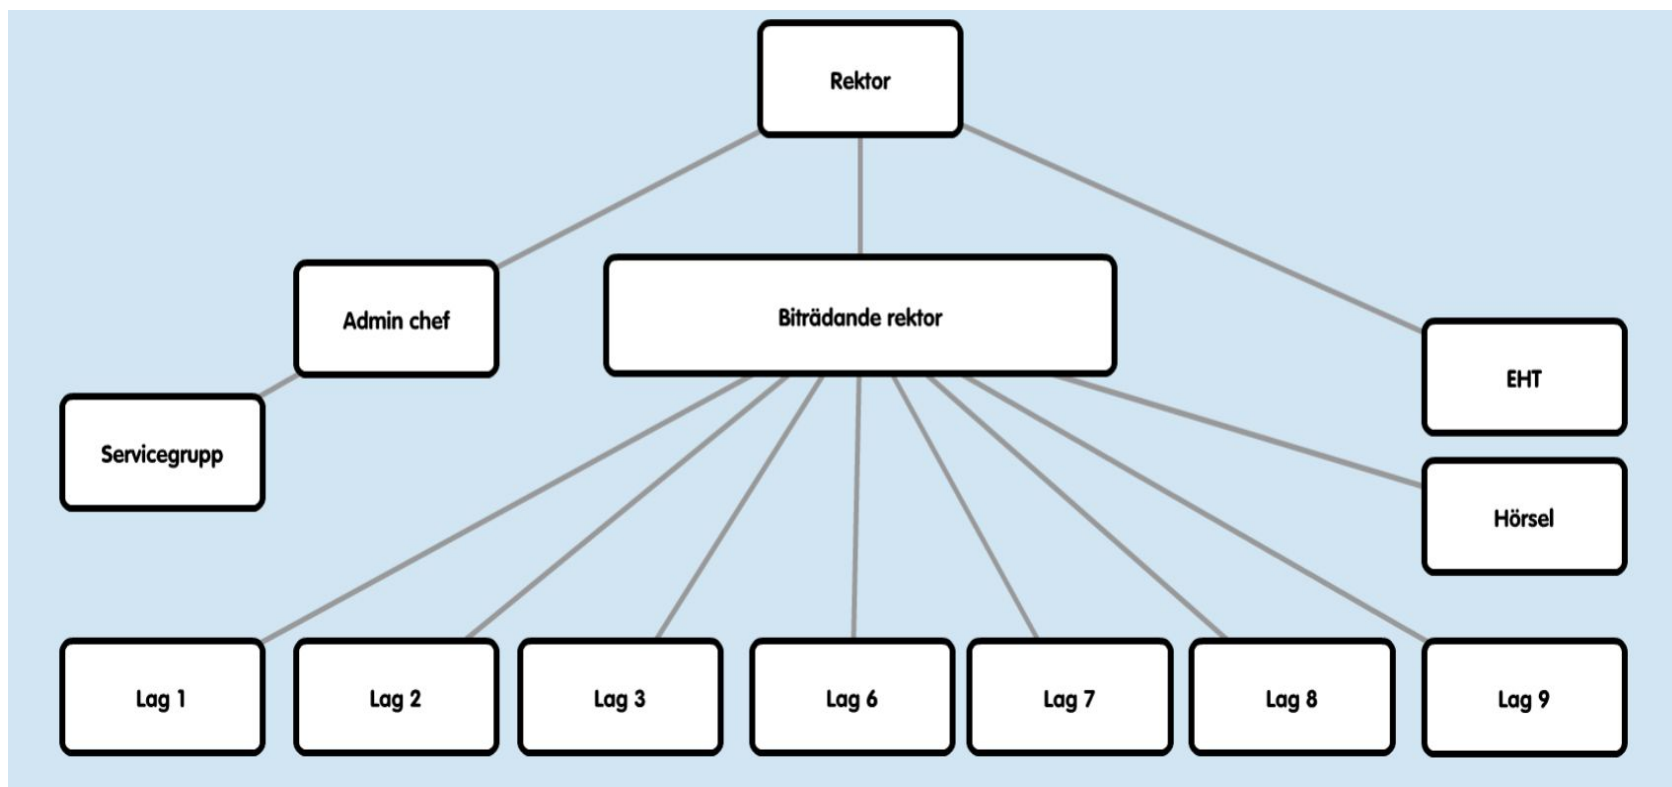 Rektor
Admin chef
Biträdande rektor
EHT
Servicegrupp
Hörsel
Lag 1
Lag 2
Lag 3
Lag 6
Lag 7
Lag 8
Lag 9